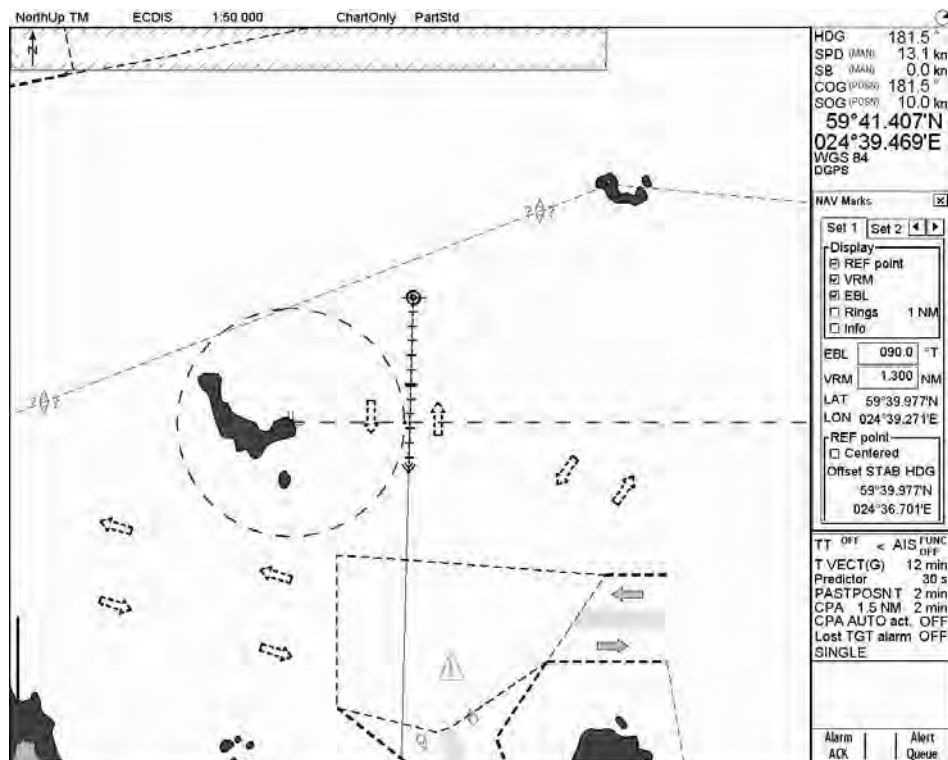 NorthUp TM ECDIS 1:50 000 ChartOnly PartStd
N
?? 
??
HDG 181.5°
SPD (MAN) 13.1 kn
SB (MAN) 0.0 kn
COG (POSN) 181.5°
SOG (POSN) 10.0 kn
59°41.407'N
024°39.469'E
WGS 84
DGPS
NAV Marks
Set 1 Set 2
Display
REF point
VRM
EBL
Rings 1 NM
Info
EBL 090.0 °T
VRM 1.300 NM
LAT 59°39.977'N
LON 024°39.271'E
REF point
Centered
Offset STAB HDG
59°39.977'N
024°36.701'E
TT OFF < AIS FUNC OFF
T VECT(G) 12 min
Predictor 30 s
PASTPOSN T 2 min
CPA 1.5 NM 2 min
CPA AUTO act. OFF
Lost TGT alarm OFF
SINGLE
Alarm ACK
Alert Queue